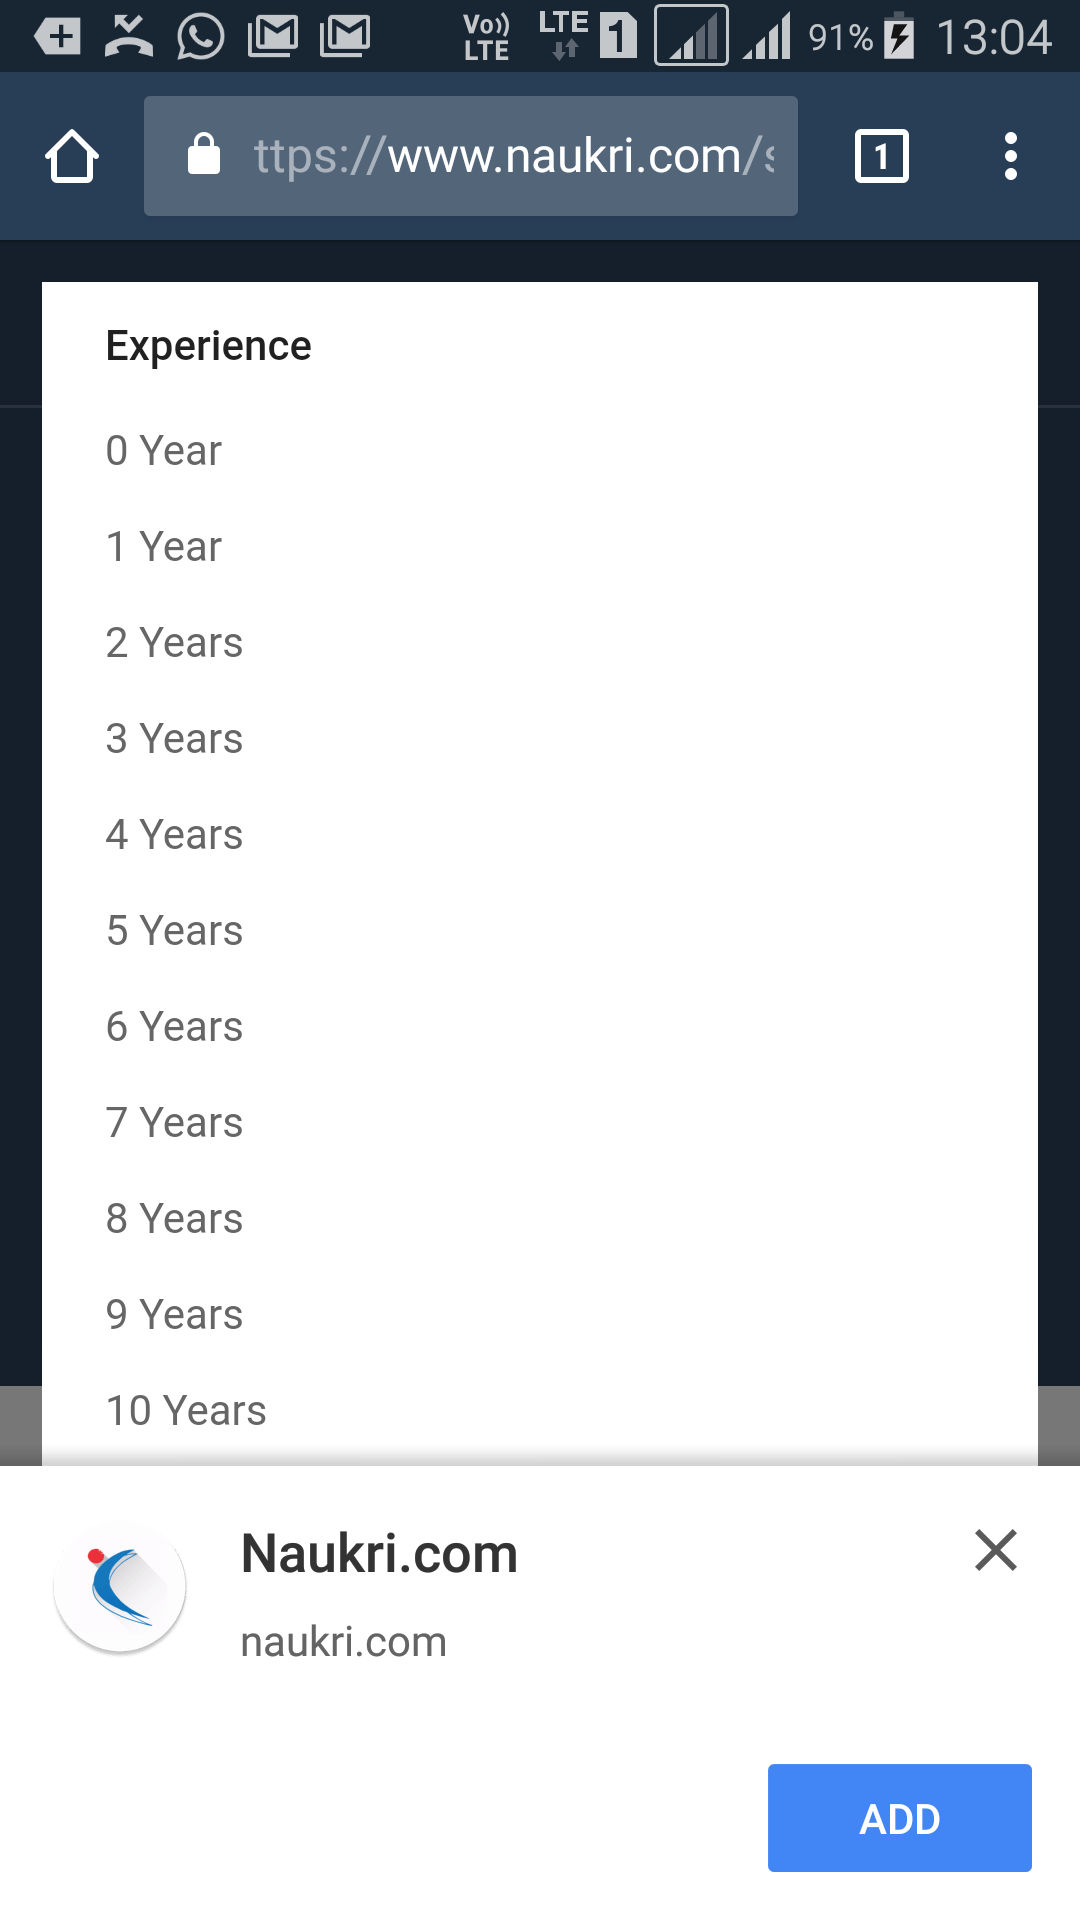 Vo)) LTE LTE 1 91% 13:04
ttps://www.naukri.com/s 1
Experience
0 Year
1 Year
2 Years
3 Years
4 Years
5 Years
6 Years
7 Years
8 Years
9 Years
10 Years
Naukri.com
naukri.com
ADD